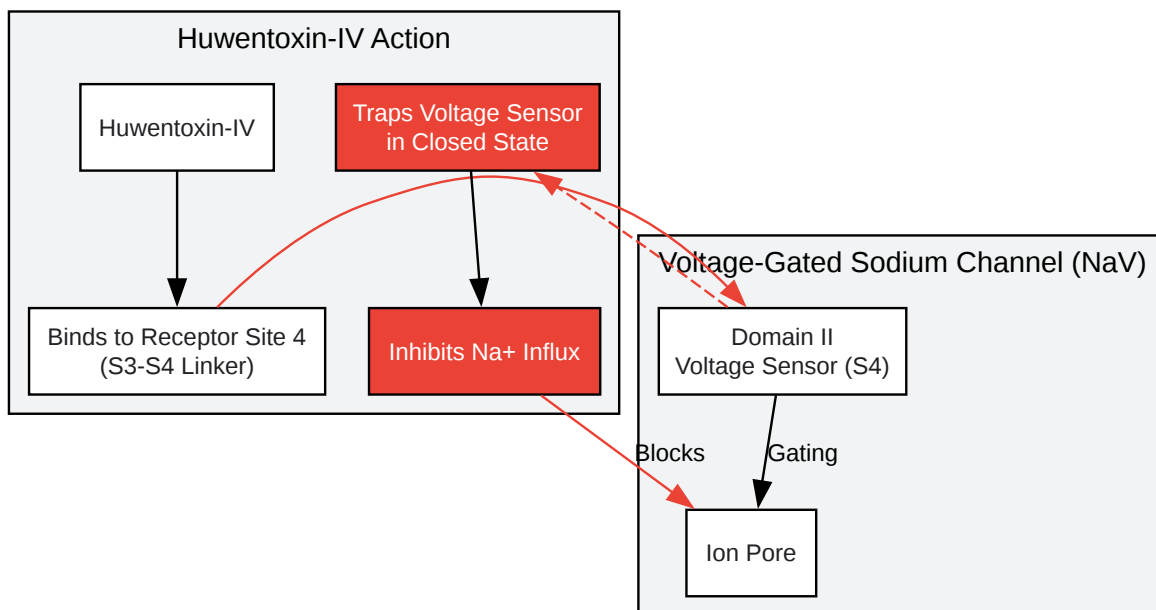 Huwentoxin-IV Action
Huwentoxin-IV
Traps Voltage Sensor
in Closed State
Binds to Receptor Site 4
(S3-S4 Linker)
Inhibits Na+ Influx
Voltage-Gated Sodium Channel (NaV)
Domain II
Voltage Sensor (S4)
Blocks
Gating
Ion Pore